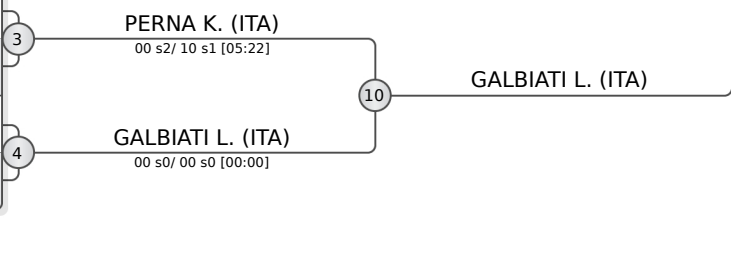 PERNA K. (ITA)
3
00 s2/ 10 s1 [05:22]
GALBIATI L. (ITA)
10
GALBIATI L. (ITA)
4
00 s0/ 00 s0 [00:00]